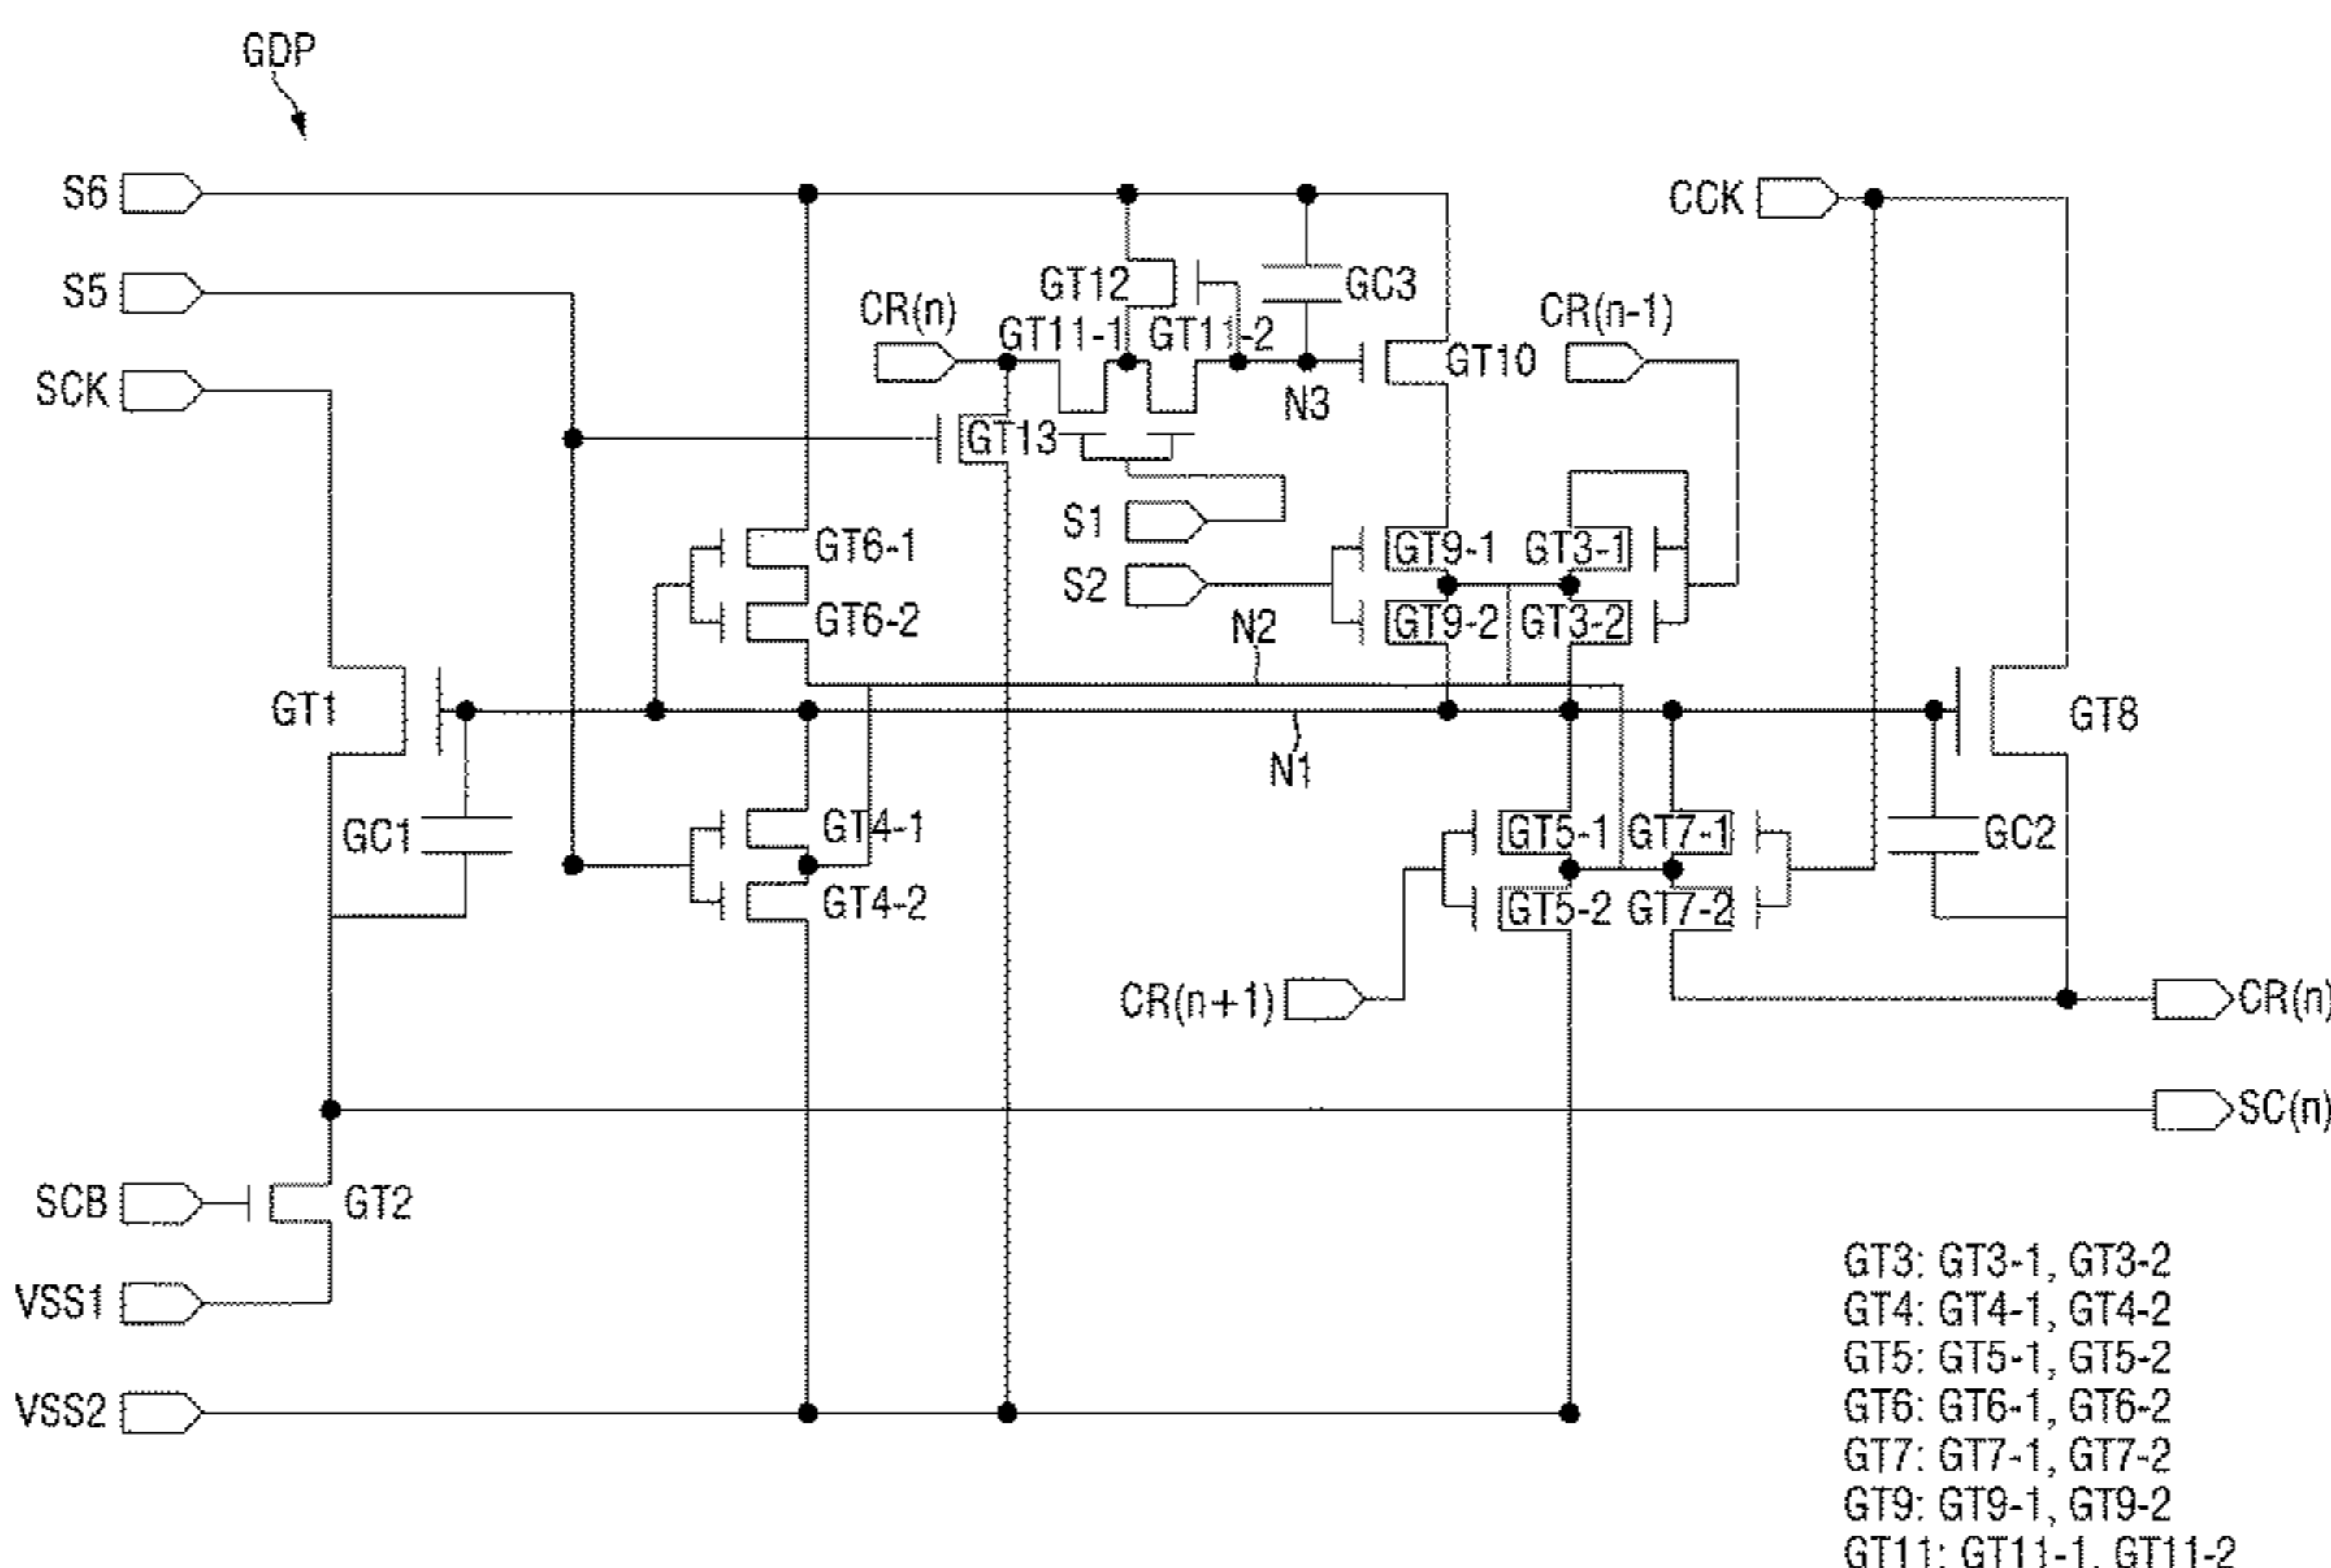 GDP
S6
CCK
S5
GT12
GC3
CR(n)
CR(n-1)
GT11-1
GT11-2
SCK
GT10
N3
GT13
S1
GT6-1
GT9-1
GT3-1
S2
GT6-2
GT9-2
GT3-2
N2
GT1
GT8
N1
GC1
GT4-1
GT5-1
GT7-1
GC2
GT4-2
GT5-2
GT7-2
CR(n+1)
CR(n)
SC(n)
SCB
GT2
VSS1
VSS2
GT3: GT3-1, GT3-2
GT4: GT4-1, GT4-2
GT5: GT5-1, GT5-2
GT6: GT6-1, GT6-2
GT7: GT7-1, GT7-2
GT9: GT9-1, GT9-2
GT11: GT11-1, GT11-2